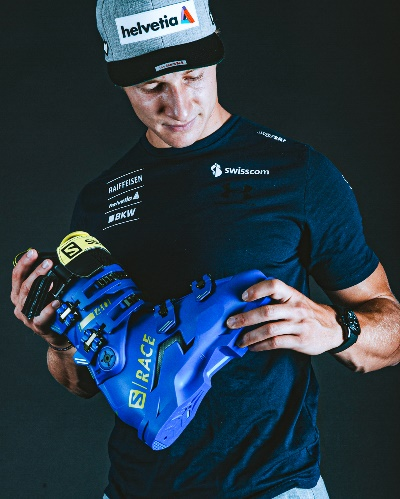 helvetia
swisscom
RAIFFEISEN
helvetia
BKW
S
S RACE